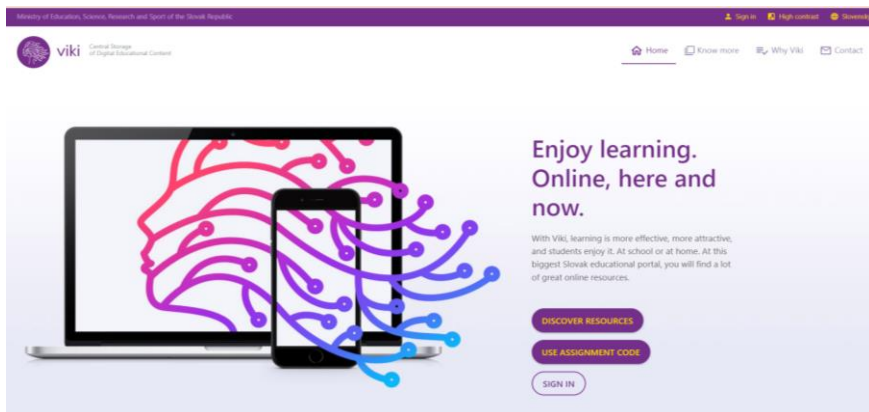 Ministry of Education, Science, Research and Sport of the Slovak Republic
Sign in High contrast
viki Central Storage
of Digital Educational Content
Home Know more Why Viki Contact
Enjoy learning.
Online, here and
now.
With Viki, learning is more effective, more attractive,
and students enjoy it. At school or at home. At this
biggest Slovak educational portal, you will find a lot
of great online resources.
DISCOVER RESOURCES
USE ASSIGNMENT CODE
SIGN IN